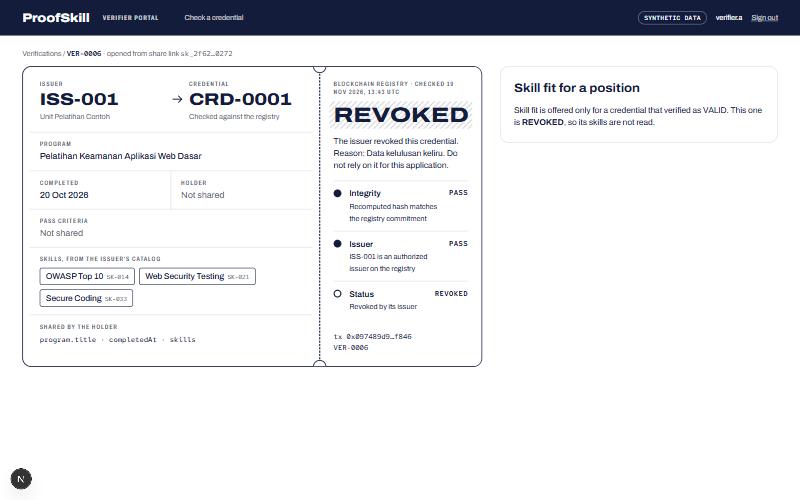 ProofSkill VERIFIER PORTAL Check a credential SYNTHETIC DATA verifier.a Sign out
Verifications / VER-0006 · opened from share link sk_2f62…0272
ISSUER
ISS-001
Unit Pelatihan Contoh
→
CREDENTIAL
CRD-0001
Checked against the registry
PROGRAM
Pelatihan Keamanan Aplikasi Web Dasar
COMPLETED
20 Oct 2026
HOLDER
Not shared
PASS CRITERIA
Not shared
SKILLS, FROM THE ISSUER'S CATALOG
OWASP Top 10 SK-014
Web Security Testing SK-021
Secure Coding SK-033
SHARED BY THE HOLDER
program.title · completedAt · skills
BLOCKCHAIN REGISTRY · CHECKED 19
NOV 2026, 13:43 UTC
REVOKED
The issuer revoked this credential.
Reason: Data kelulusan keliru. Do
not rely on it for this application.
Integrity PASS
Recomputed hash matches
the registry commitment
Issuer PASS
ISS-001 is an authorized
issuer on the registry
Status REVOKED
Revoked by its issuer
tx 0x097489d9…f846
VER-0006
Skill fit for a position
Skill fit is offered only for a credential that verified as VALID. This one
is REVOKED, so its skills are not read.
N